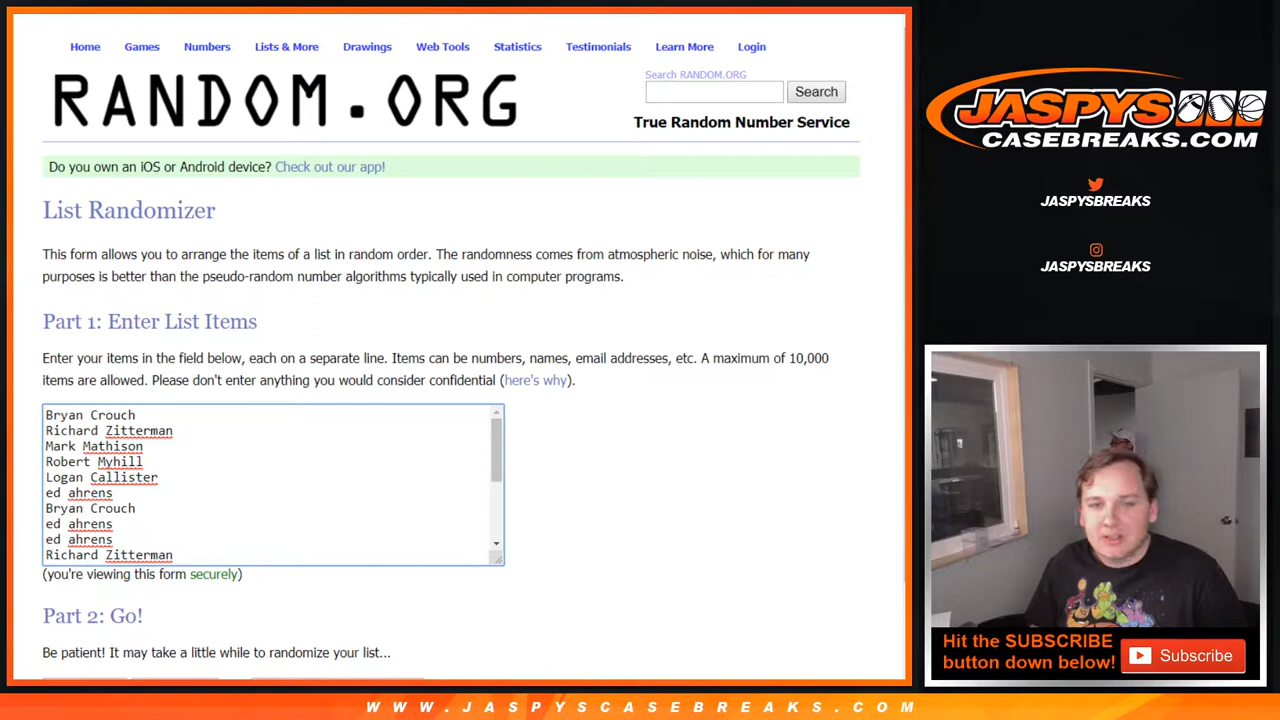 Home Games Numbers Lists & More Drawings Web Tools Statistics Testimonials Learn More Login
RANDOM.ORG
Search RANDOM.ORG
Search
True Random Number Service
Do you own an iOS or Android device? Check out our app!
List Randomizer
This form allows you to arrange the items of a list in random order. The randomness comes from atmospheric noise, which for many
purposes is better than the pseudo-random number algorithms typically used in computer programs.
Part 1: Enter List Items
Enter your items in the field below, each on a separate line. Items can be numbers, names, email addresses, etc. A maximum of 10,000
items are allowed. Please don't enter anything you would consider confidential (here's why).
Bryan Crouch
Richard Zitterman
Mark Mathison
Robert Myhill
Logan Callister
ed ahrens
Bryan Crouch
ed ahrens
ed ahrens
Richard Zitterman
(you're viewing this form securely)
Part 2: Go!
Be patient! It may take a little while to randomize your list...
JASPYS
CASEBREAKS.COM
JASPYSBREAKS
JASPYSBREAKS
Hit the SUBSCRIBE
button down below!
Subscribe
WWW.JASPYSCASEBREAKS.COM